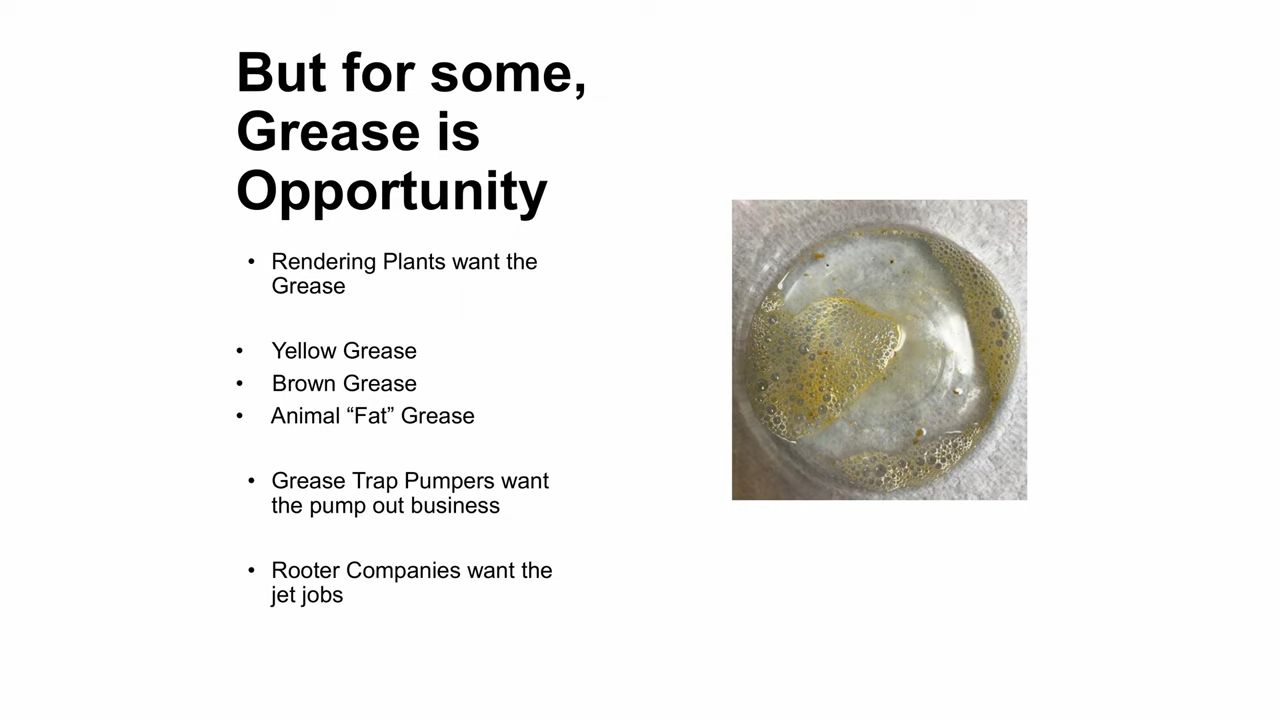 But for some,
Grease is
Opportunity
• Rendering Plants want the
Grease
• Yellow Grease
• Brown Grease
• Animal “Fat” Grease
• Grease Trap Pumpers want
the pump out business
• Rooter Companies want the
jet jobs